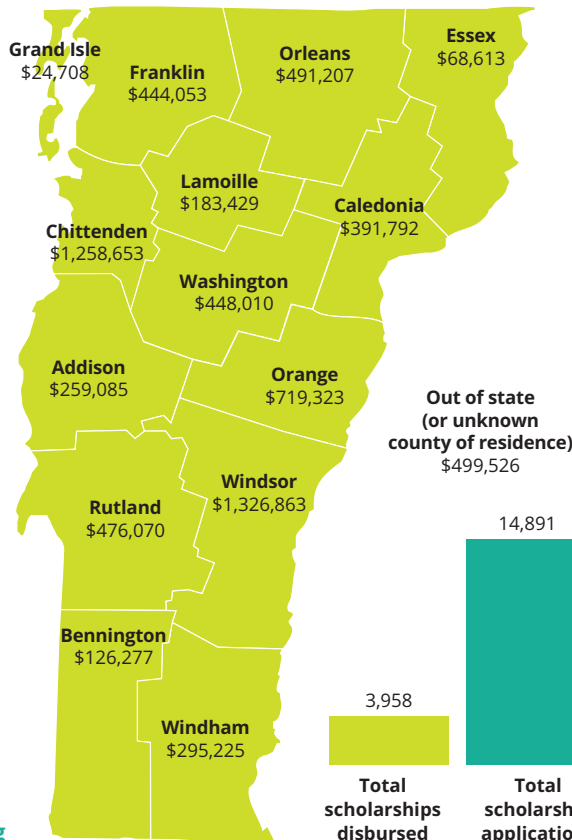 Grand Isle
$24,708
Franklin
$444,053
Orleans
$491,207
Essex
$68,613
Lamoille
$183,429
Caledonia
$391,792
Chittenden
$1,258,653
Washington
$448,010
Addison
$259,085
Orange
$719,323
Out of state
(or unknown
county of residence)
$499,526
Windsor
$1,326,863
Rutland
$476,070
Bennington
$126,277
Windham
$295,225
14,891
3,958
Total
scholarships
disbursed
Total